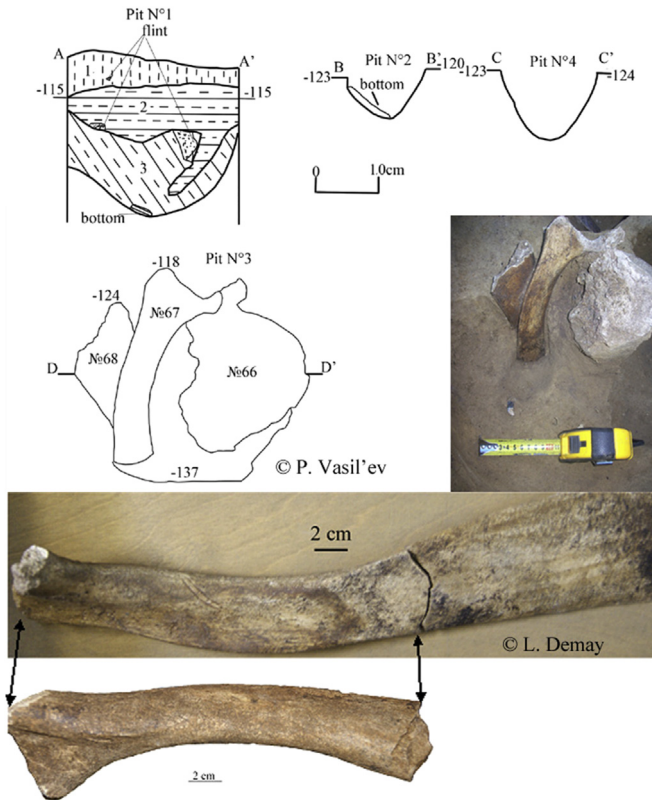 Pit N°1
flint
A
A'
1
-115
-115
2
3
bottom
B
Pit N°2
B'
-120
-123
bottom
C
Pit N°4
C'
-123
-124
0
1.0cm
-118
Pit N°3
-124
№67
№68
D
№66
D'
-137
© P. Vasil'ev
2 cm
© L. Demay
2 cm